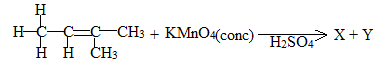 H
H–C–C=C–CH3 + KMnO4(conc) H2SO4 → X + Y
H H CH3